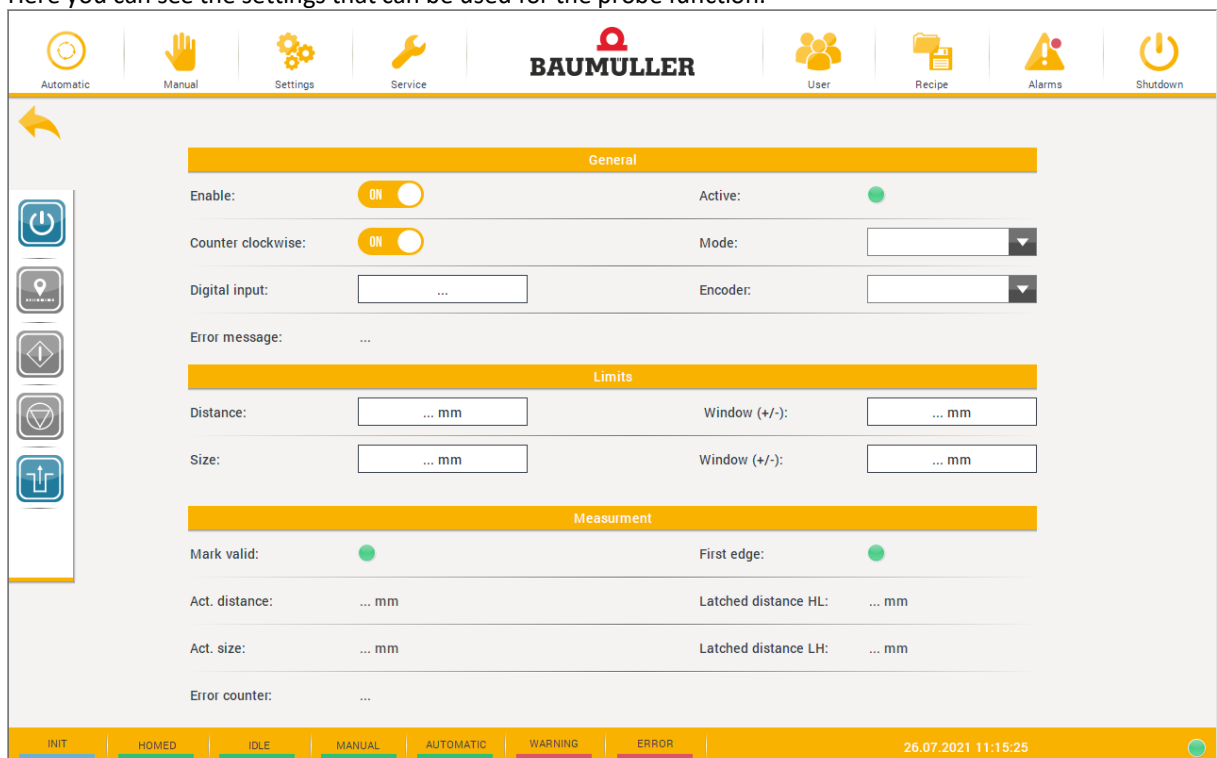 Here you can see the settings that can be used for the probe function.
BAUMÜLLER
Automatic Manual Settings Service User Recipe Alarms Shutdown
General
Enable: ON Active:
Counter clockwise: ON Mode:
Digital input: ... Encoder:
Error message: ...
Limits
Distance: ... mm Window (+/-): ... mm
Size: ... mm Window (+/-): ... mm
Measurment
Mark valid: First edge:
Act. distance: ... mm Latched distance HL: ... mm
Act. size: ... mm Latched distance LH: ... mm
Error counter: ...
INIT HOMED IDLE MANUAL AUTOMATIC WARNING ERROR 26.07.2021 11:15:25